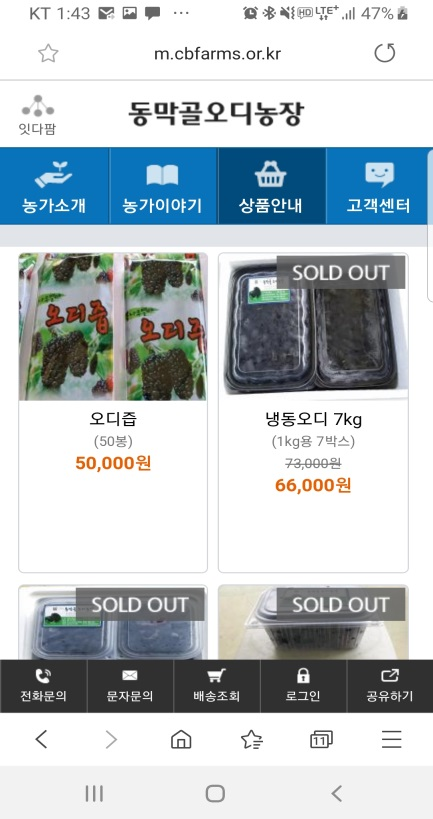 KT 1:43 ... HD LTE+ 47%
m.cbfarms.or.kr
잇다팜
동막골오디농장
농가소개 농가이야기 상품안내 고객센터
오디즙 오디즙
SOLD OUT
오디즙
(50봉)
50,000원
냉동오디 7kg
(1kg용 7박스)
73,000원
66,000원
SOLD OUT SOLD OUT
전화문의 문자문의 배송조회 로그인 공유하기
11